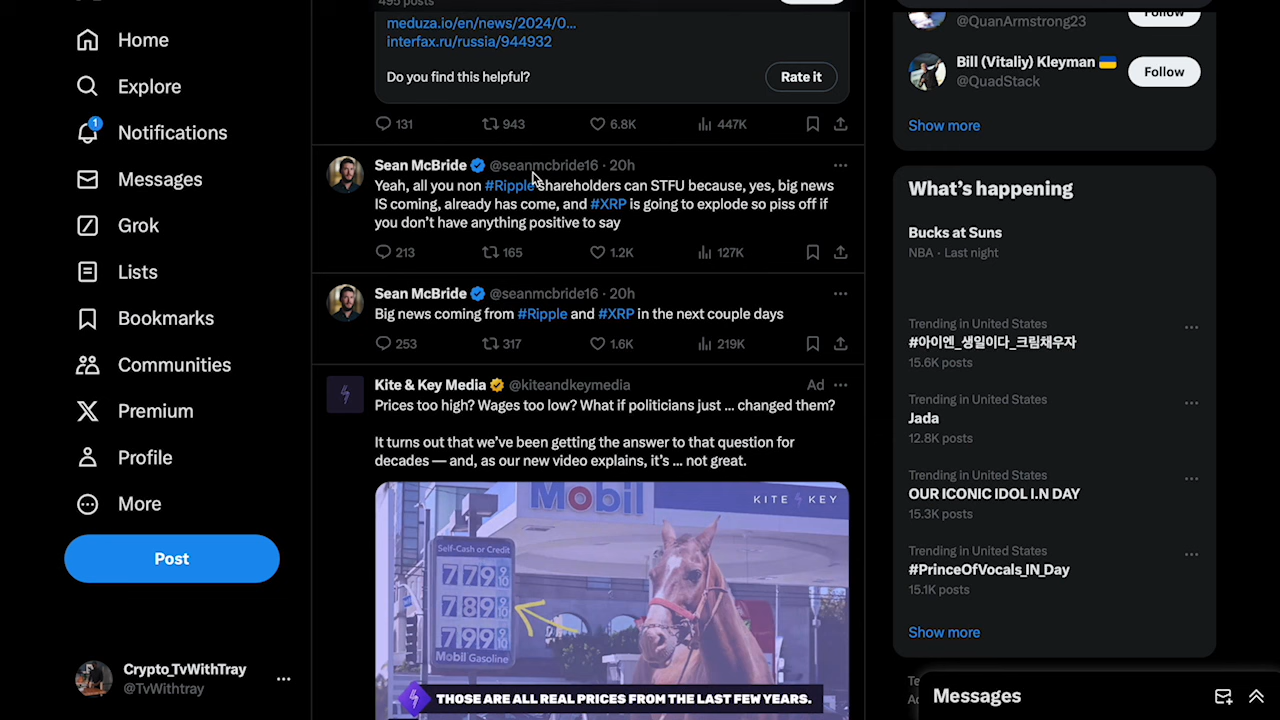 Home
Explore
1
Notifications
Messages
Grok
Lists
Bookmarks
Communities
Premium
Profile
More
Post
Crypto_TvWithTray
@TvWithtray
495 posts
meduza.io/en/news/2024/0...
interfax.ru/russia/944932
Do you find this helpful?
Rate it
131 943 6.8K 447K
Sean McBride @seanmcbride16 · 20h
Yeah, all you non #Ripple shareholders can STFU because, yes, big news
IS coming, already has come, and #XRP is going to explode so piss off if
you don’t have anything positive to say
213 165 1.2K 127K
Sean McBride @seanmcbride16 · 20h
Big news coming from #Ripple and #XRP in the next couple days
253 317 1.6K 219K
Kite & Key Media @kiteandkeymedia Ad
Prices too high? Wages too low? What if politicians just ... changed them?
It turns out that we’ve been getting the answer to that question for
decades — and, as our new video explains, it’s ... not great.
Mobil
KITE KEY
Self-Cash or Credit
779 9/10
789 9/10
799 9/10
Mobil Gasoline
THOSE ARE ALL REAL PRICES FROM THE LAST FEW YEARS.
@QuanArmstrong23
Follow
Bill (Vitaliy) Kleyman
@QuadStack
Follow
Show more
What’s happening
Bucks at Suns
NBA · Last night
Trending in United States
#아이엔_생일이다_크림채우자
15.6K posts
Trending in United States
Jada
12.8K posts
Trending in United States
OUR ICONIC IDOL I.N DAY
15.3K posts
Trending in United States
#PrinceOfVocals_IN_Day
15.1K posts
Show more
Messages